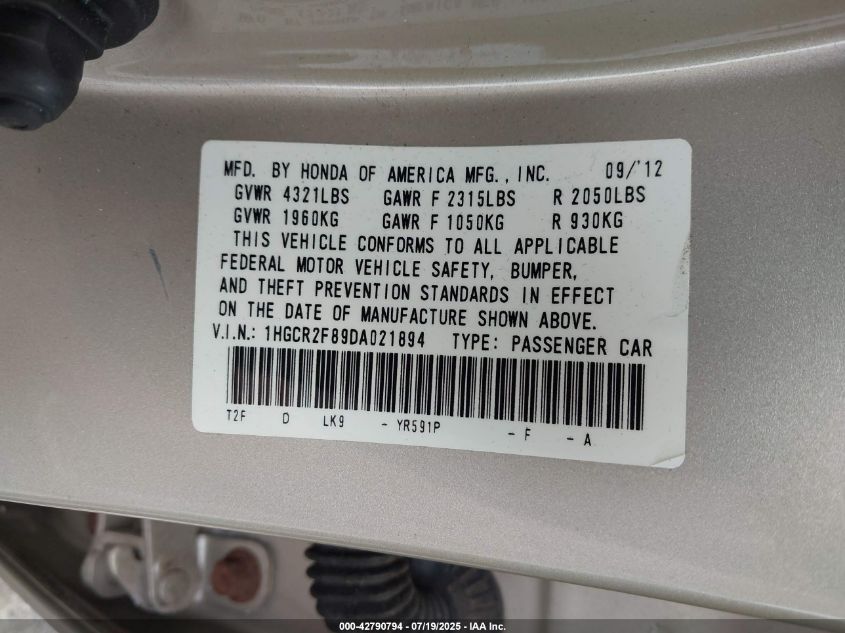 MFD. BY HONDA OF AMERICA MFG., INC. 09/'12
GVWR 4321LBS GAWR F 2315LBS R 2050LBS
GVWR 1960KG GAWR F 1050KG R 930KG
THIS VEHICLE CONFORMS TO ALL APPLICABLE
FEDERAL MOTOR VEHICLE SAFETY, BUMPER,
AND THEFT PREVENTION STANDARDS IN EFFECT
ON THE DATE OF MANUFACTURE SHOWN ABOVE.
V.I.N.: 1HGCR2F89DA021894 TYPE: PASSENGER CAR
T2F D LK9 - YR591P - F - A
000-42790794 - 07/19/2025 - IAA Inc.